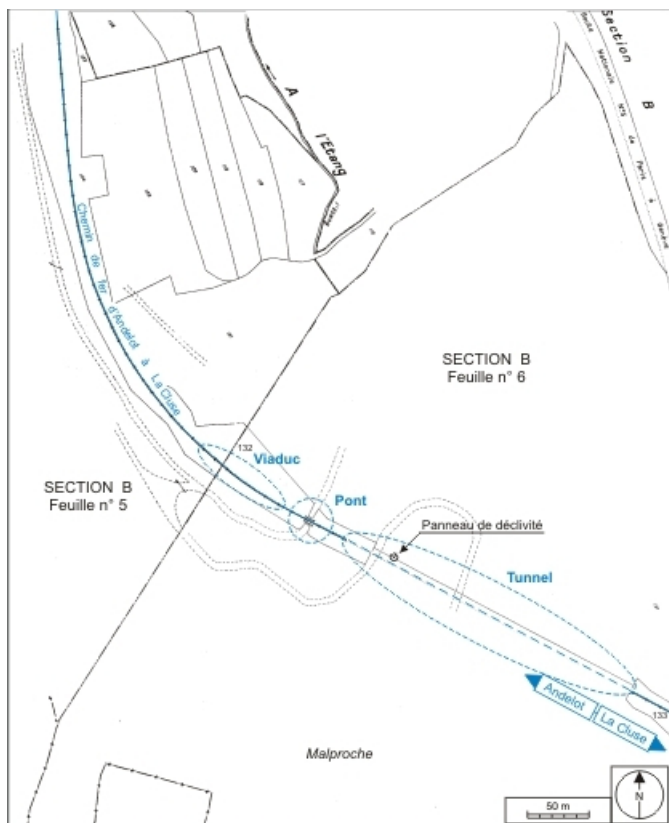 Section
B
Route Nationale N°5 de Paris à Genève
A
l'Etang
Chemin de fer d'Andelot à La Cluse
SECTION B
Feuille n° 6
132
Viaduc
SECTION B
Feuille n° 5
Pont
Panneau de déclivité
Tunnel
Andelot
La Cluse
133
Malproche
50 m
N